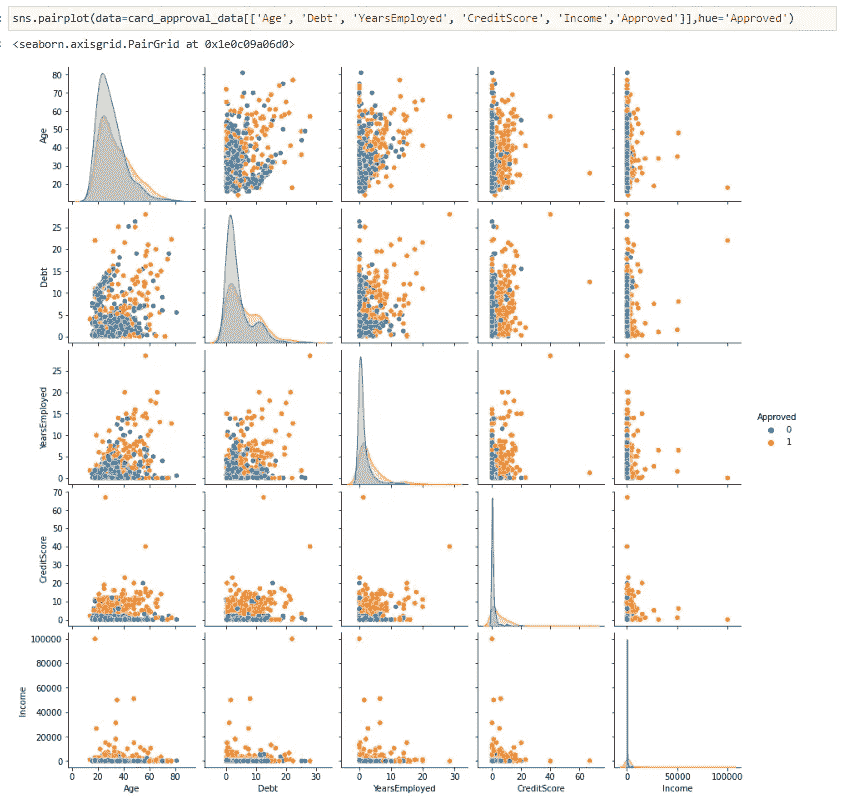 sns.pairplot(data=card_approval_data[['Age', 'Debt', 'YearsEmployed', 'CreditScore', 'Income','Approved']],hue='Approved')
<seaborn.axisgrid.PairGrid at 0x1e0c09a06d0>
80
70
60
50
40
30
20
Age
25
20
15
10
5
0
Debt
25
20
15
10
5
0
YearsEmployed
Approved
0
1
70
60
50
40
30
20
10
0
CreditScore
100000
80000
60000
40000
20000
0
Income
0 20 40 60 80
0 10 20 30
0 10 20 30
0 20 40 60
0 50000 100000
Age Debt YearsEmployed CreditScore Income